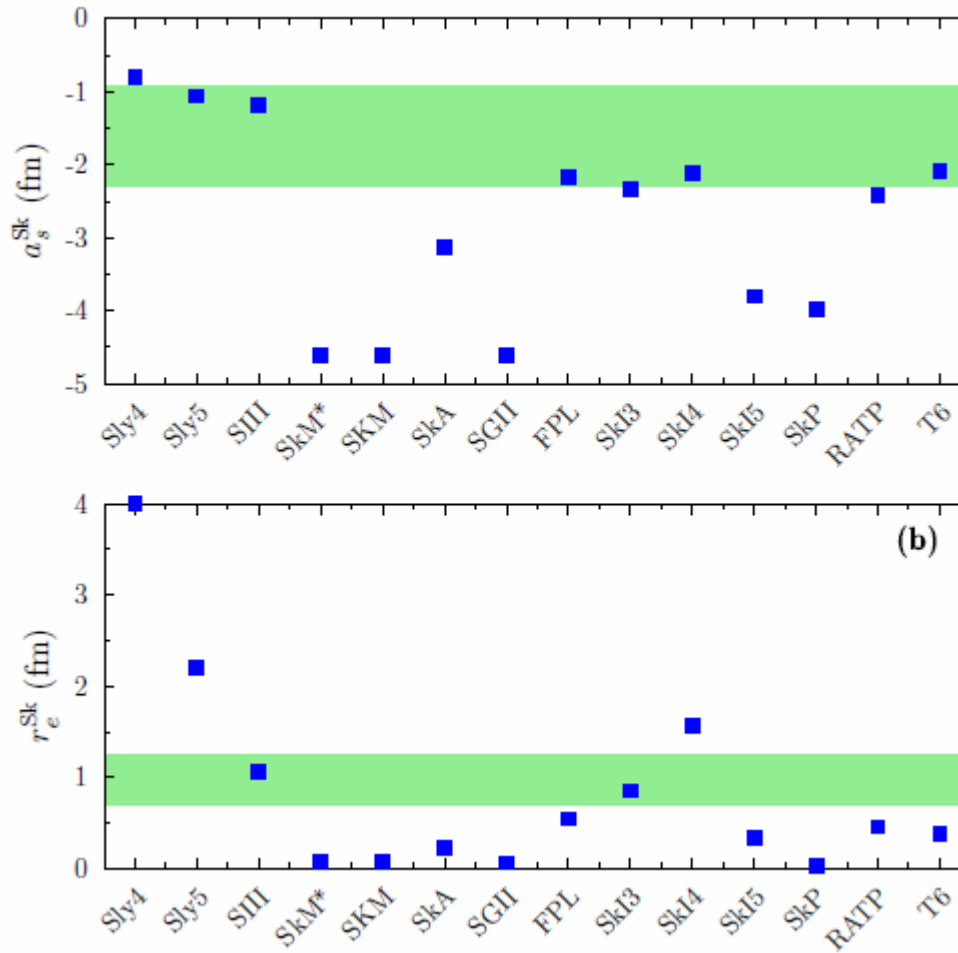 0
-1
-2
-3
-4
-5
a_s^Sk (fm)
Sly4 Sly5 SIII SkM* SKM SkA SGII FPL SkI3 SkI4 SkI5 SkP RATP T6
(b)
4
3
2
1
0
r_e^Sk (fm)
Sly4 Sly5 SIII SkM* SKM SkA SGII FPL SkI3 SkI4 SkI5 SkP RATP T6